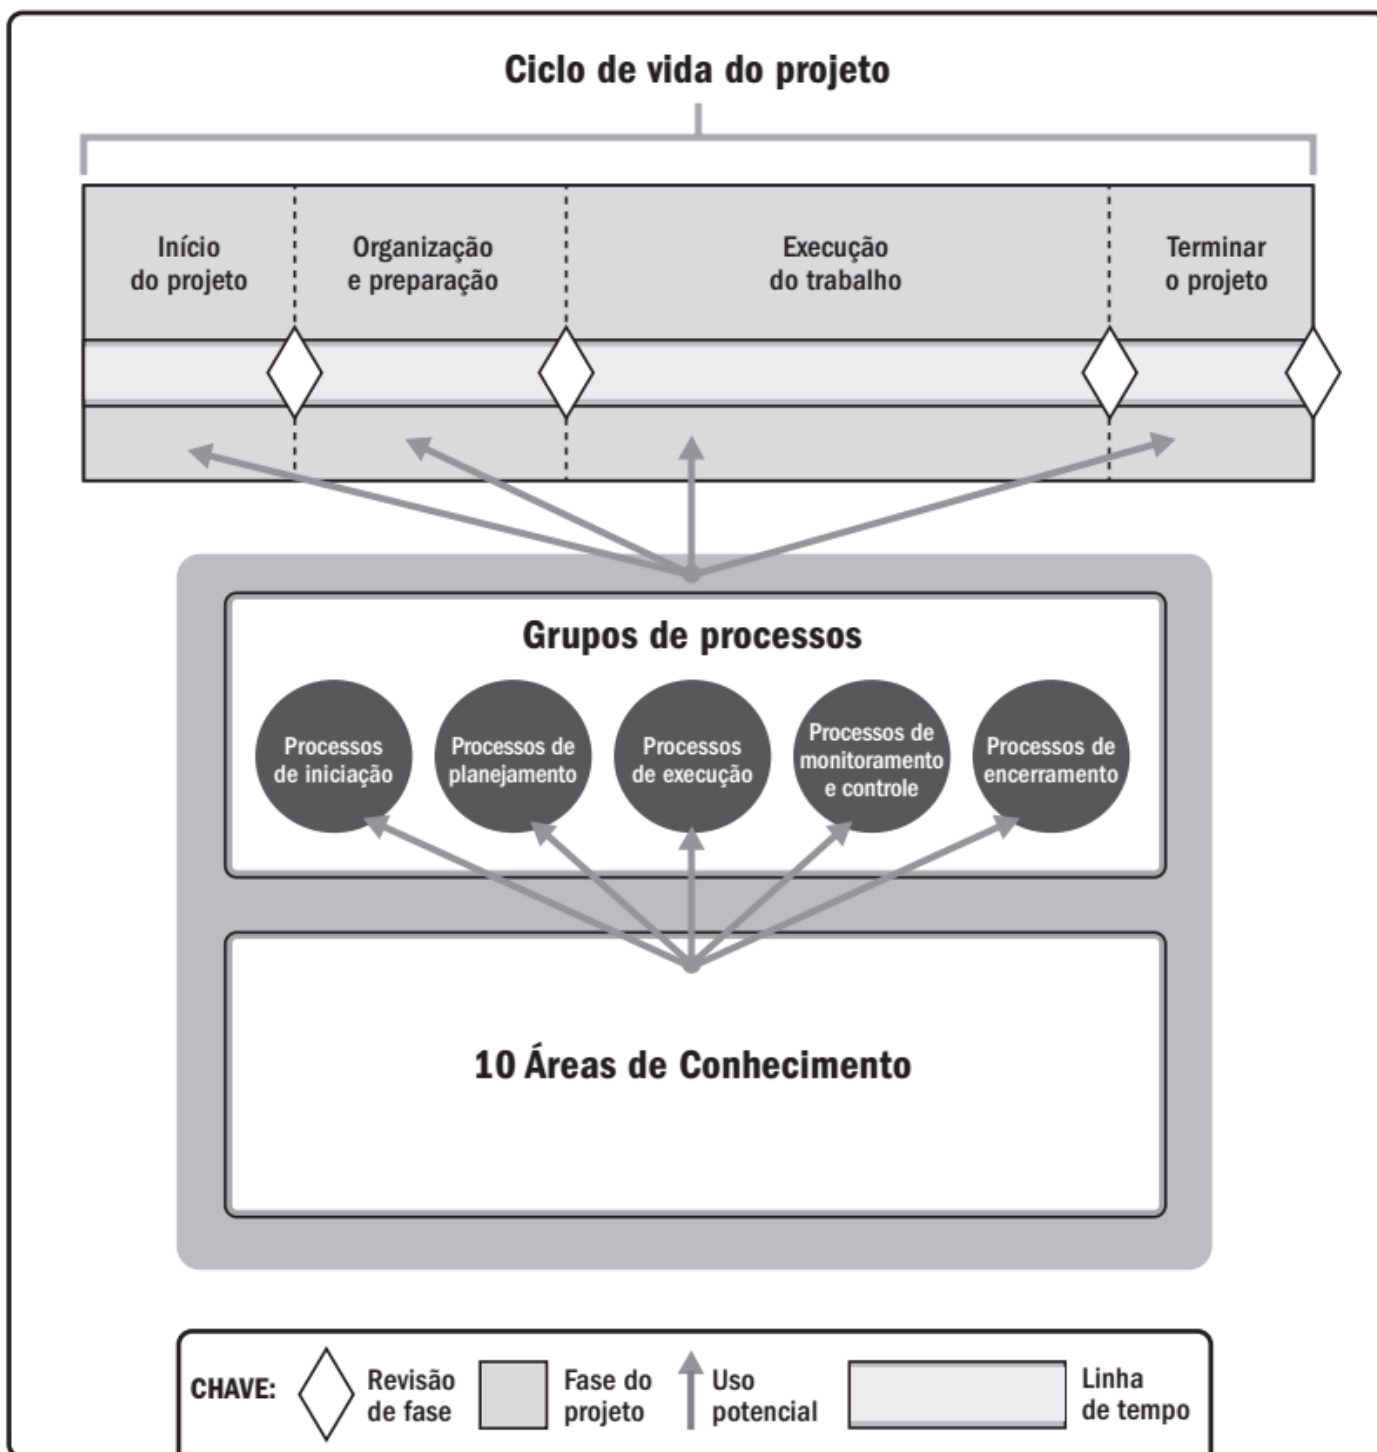 Ciclo de vida do projeto
Início
do projeto
Organização
e preparação
Execução
do trabalho
Terminar
o projeto
Grupos de processos
Processos
de iniciação
Processos de
planejamento
Processos
de execução
Processos de
monitoramento
e controle
Processos de
encerramento
10 Áreas de Conhecimento
CHAVE:
Revisão
de fase
Fase do
projeto
Uso
potencial
Linha
de tempo